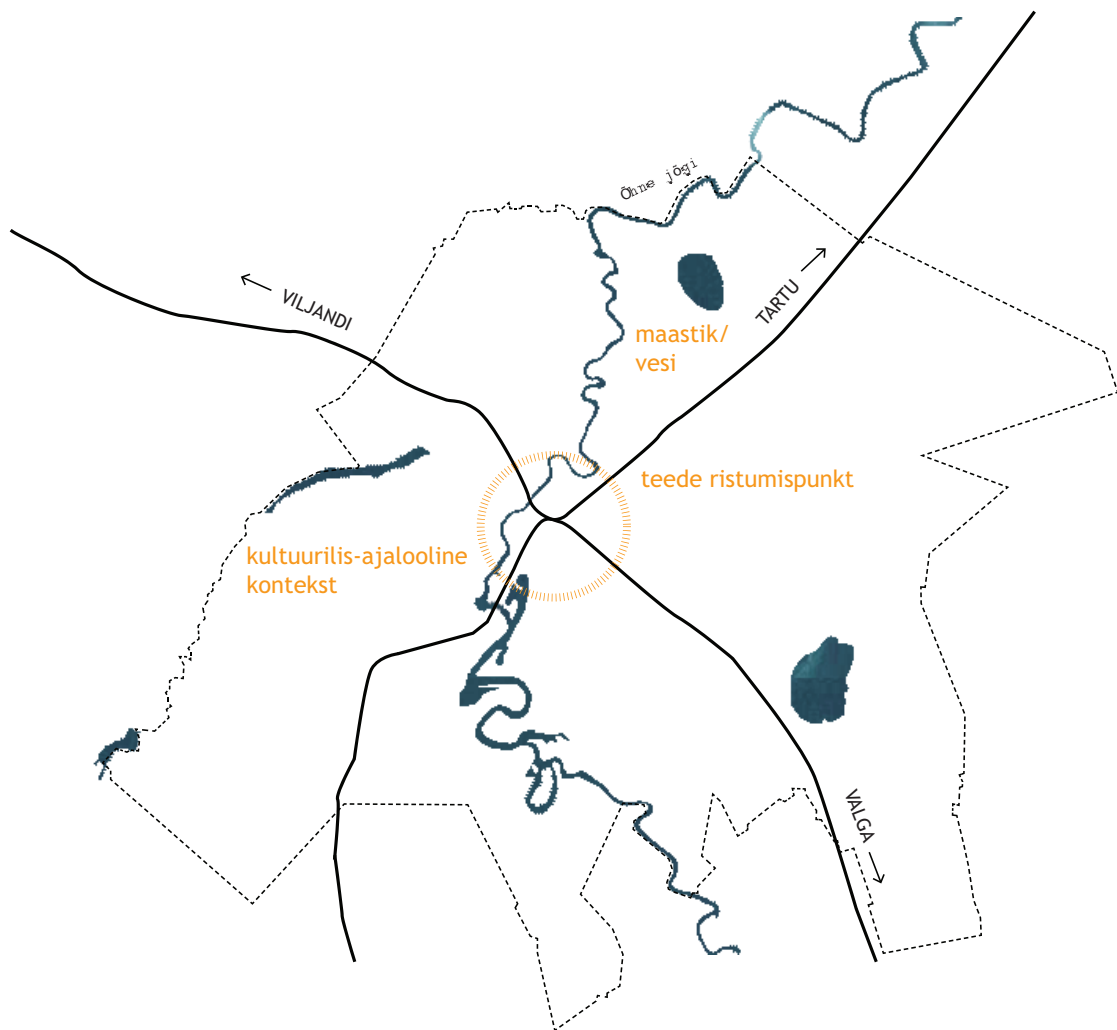 Õhne jõgi
VILJANDI
TARTU
maastik/
vesi
teede ristumispunkt
kultuurilis-ajalooline
kontekst
VALGA